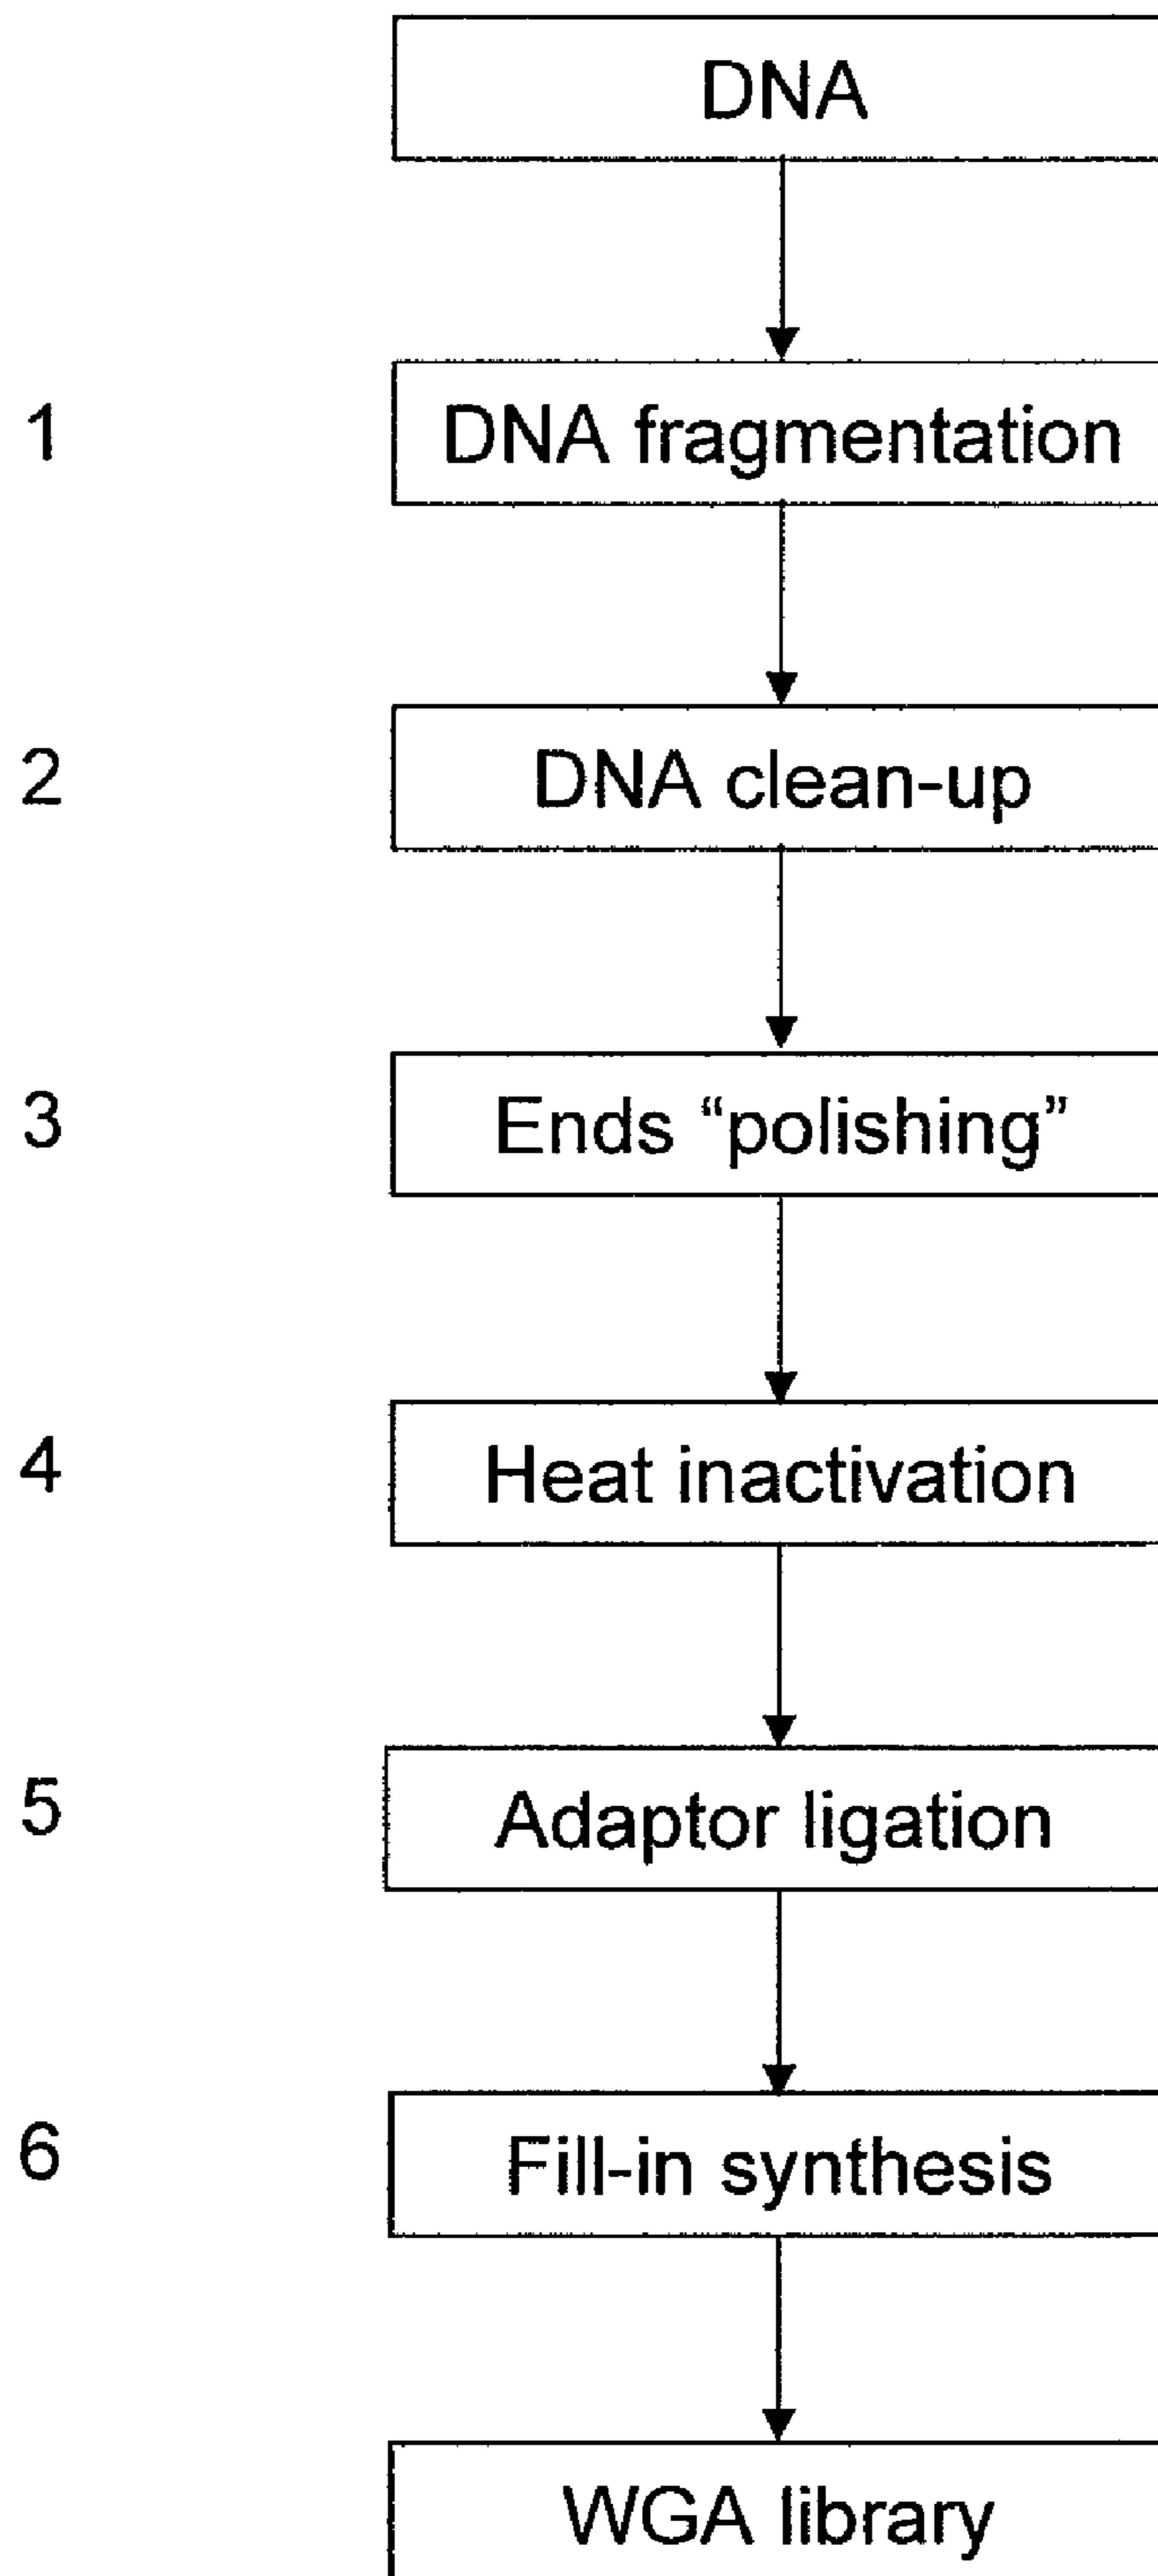 DNA
1 DNA fragmentation
2 DNA clean-up
3 Ends “polishing”
4 Heat inactivation
5 Adaptor ligation
6 Fill-in synthesis
WGA library